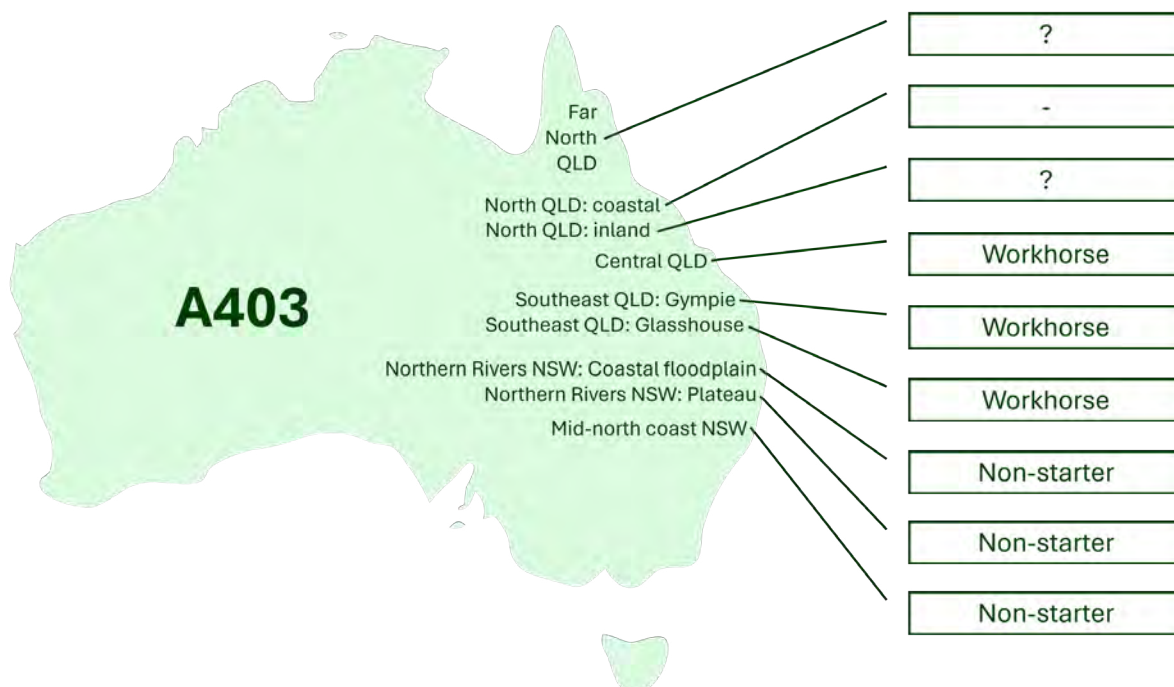 ?
Far
North
QLD
-
North QLD: coastal
North QLD: inland
?
Central QLD
Workhorse
A403
Southeast QLD: Gympie
Southeast QLD: Glasshouse
Workhorse
Northern Rivers NSW: Coastal floodplain
Northern Rivers NSW: Plateau
Workhorse
Mid-north coast NSW
Non-starter
Non-starter
Non-starter